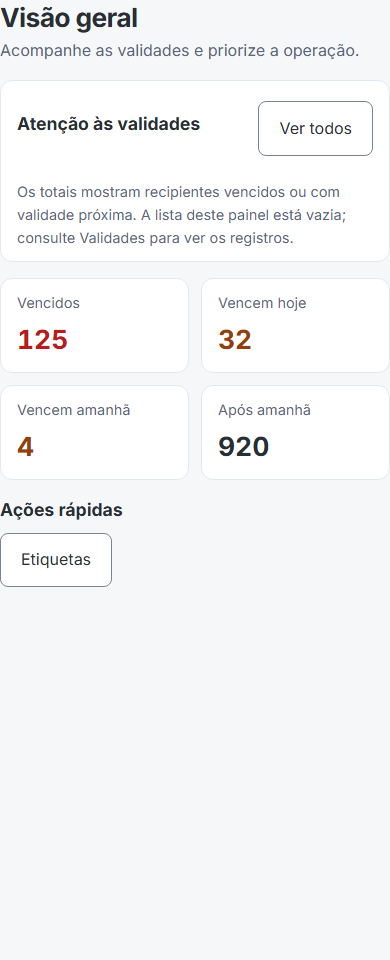 Visão geral
Acompanhe as validades e priorize a operação.
Atenção às validades
Ver todos
Os totais mostram recipientes vencidos ou com
validade próxima. A lista deste painel está vazia;
consulte Validades para ver os registros.
Vencidos
125
Vencem hoje
32
Vencem amanhã
4
Após amanhã
920
Ações rápidas
Etiquetas